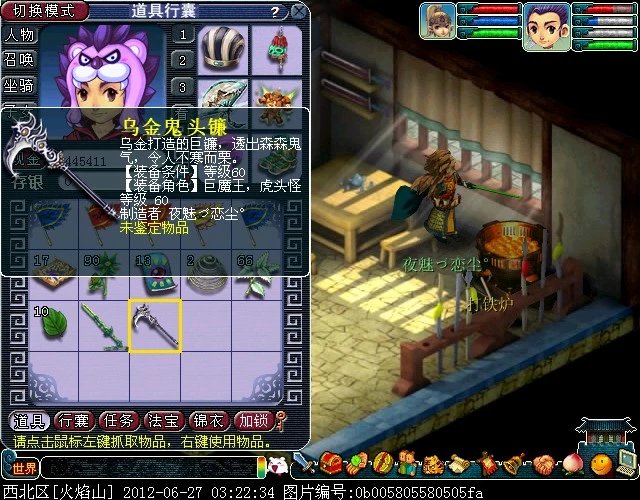 切换模式
道具行囊
?
人物
1
召唤
2
坐骑
3
乌金鬼头镰
乌金打造的巨镰，透出森森鬼
气，令人不寒而栗。
【装备条件】等级60
【装备角色】巨魔王，虎头怪
等级 60
制造者 夜魅づ恋尘°
未鉴定物品
现金
445411
存银
17
90
13
2
66
10
夜魅づ恋尘°
打铁炉
道具
行囊
任务
法宝
锦衣
加锁
请点击鼠标左键抓取物品，右键使用物品。
世界
西北区[火焰山] 2012-06-27 03:22:34 图片编号:0b005805580505fa